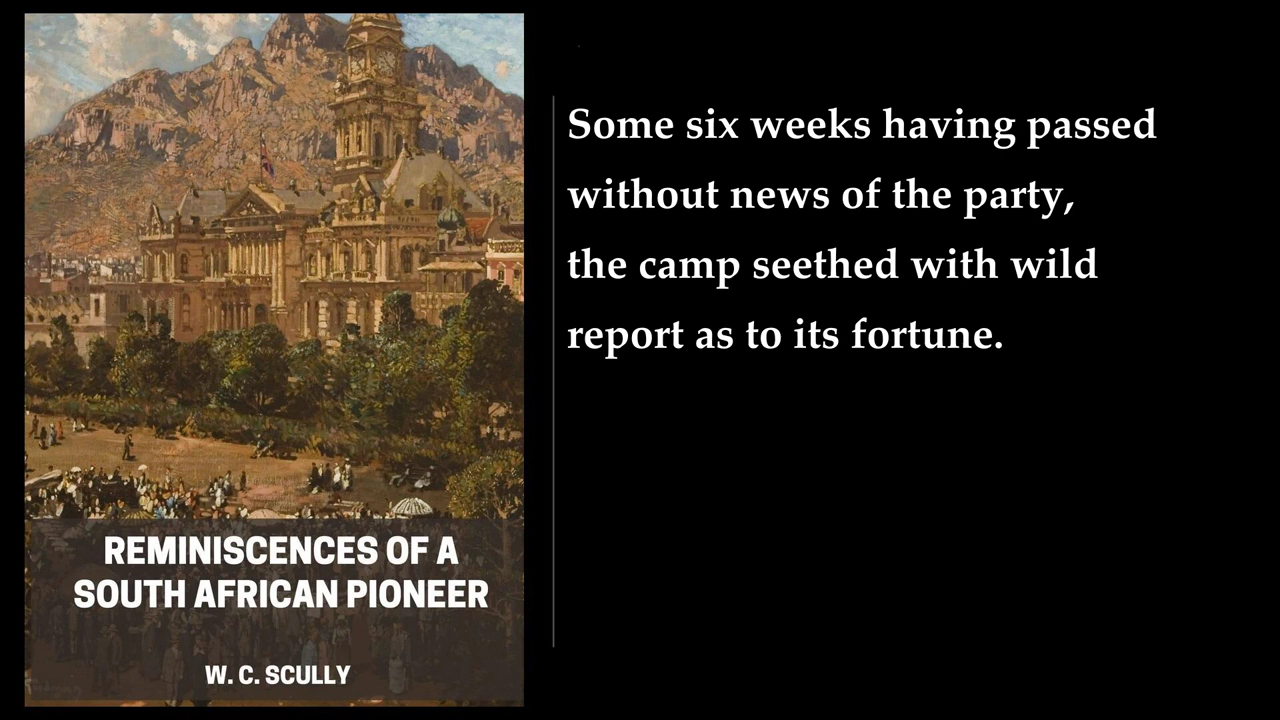 Some six weeks having passed
without news of the party,
the camp seethed with wild
report as to its fortune.
REMINISCENCES OF A
SOUTH AFRICAN PIONEER
W. C. SCULLY